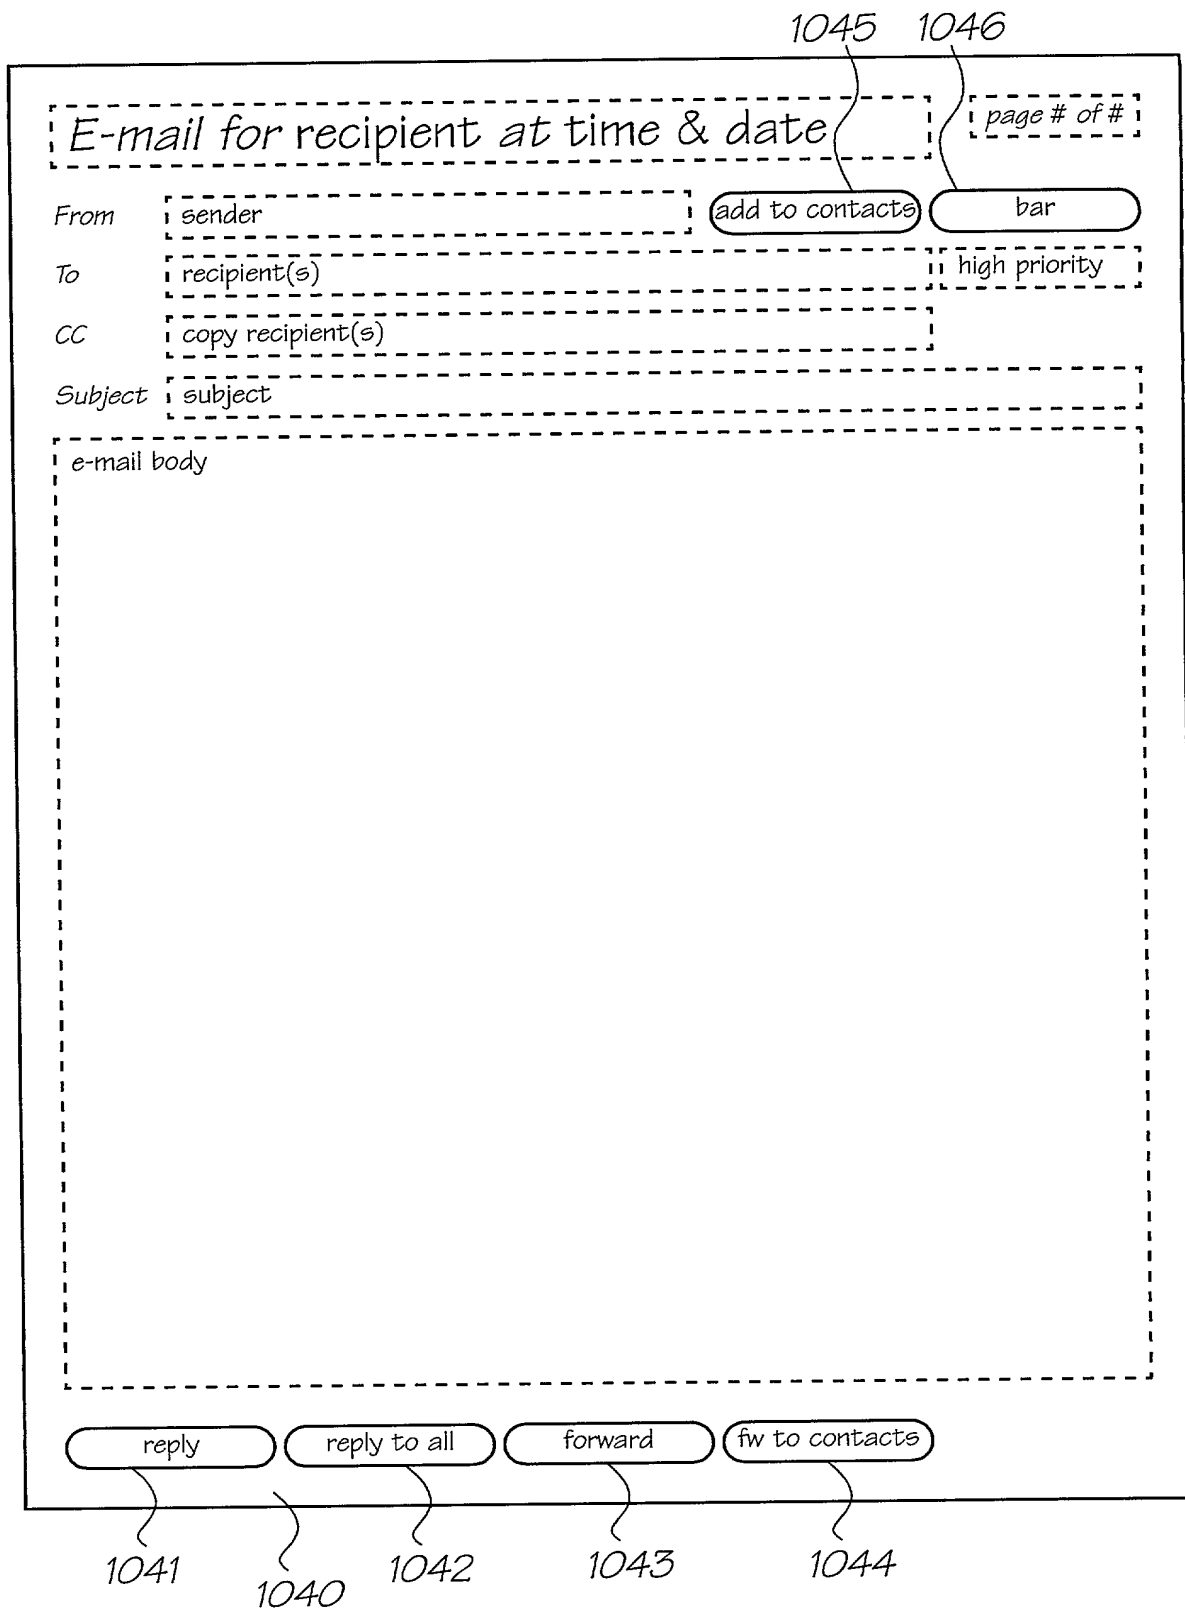 1045 1046
E-mail for recipient at time & date page # of #
From sender add to contacts bar
To recipient(s) high priority
CC copy recipient(s)
Subject subject
e-mail body
reply reply to all forward fw to contacts
1041 1040 1042 1043 1044